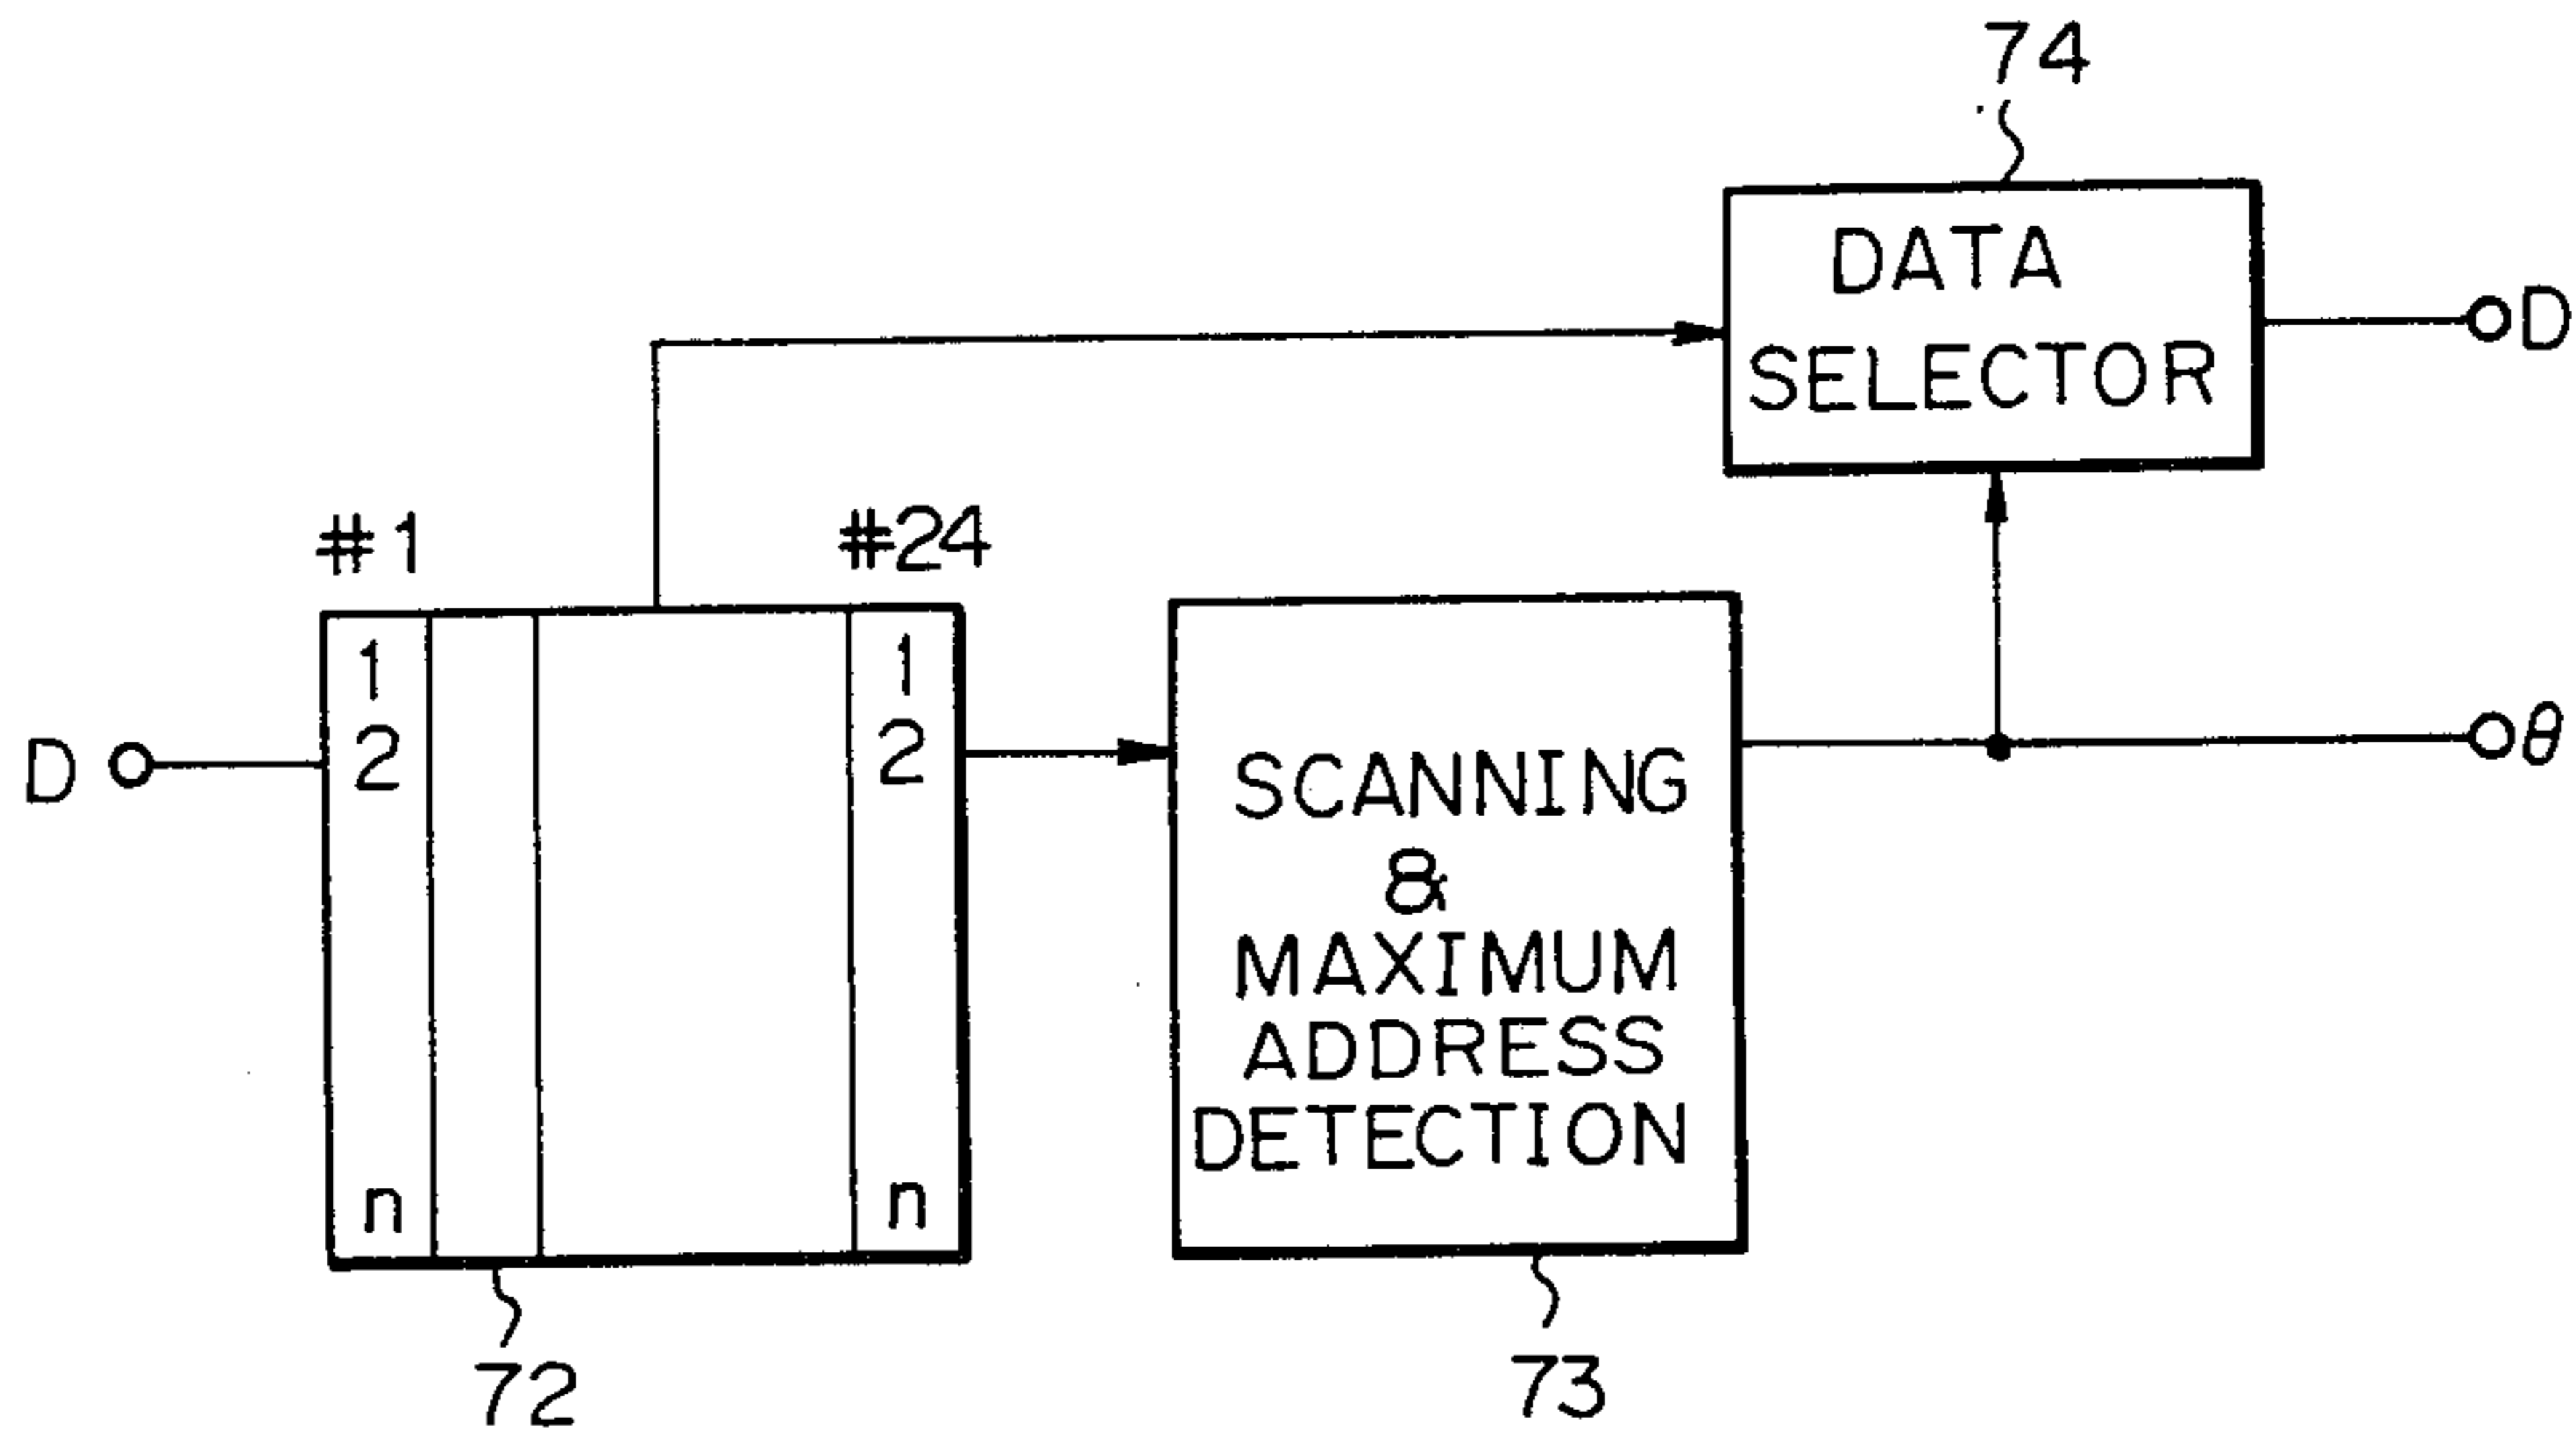 74
DATA
SELECTOR
D
#1
#24
1
2
n
1
2
n
D
SCANNING
&
MAXIMUM
ADDRESS
DETECTION
θ
72
73